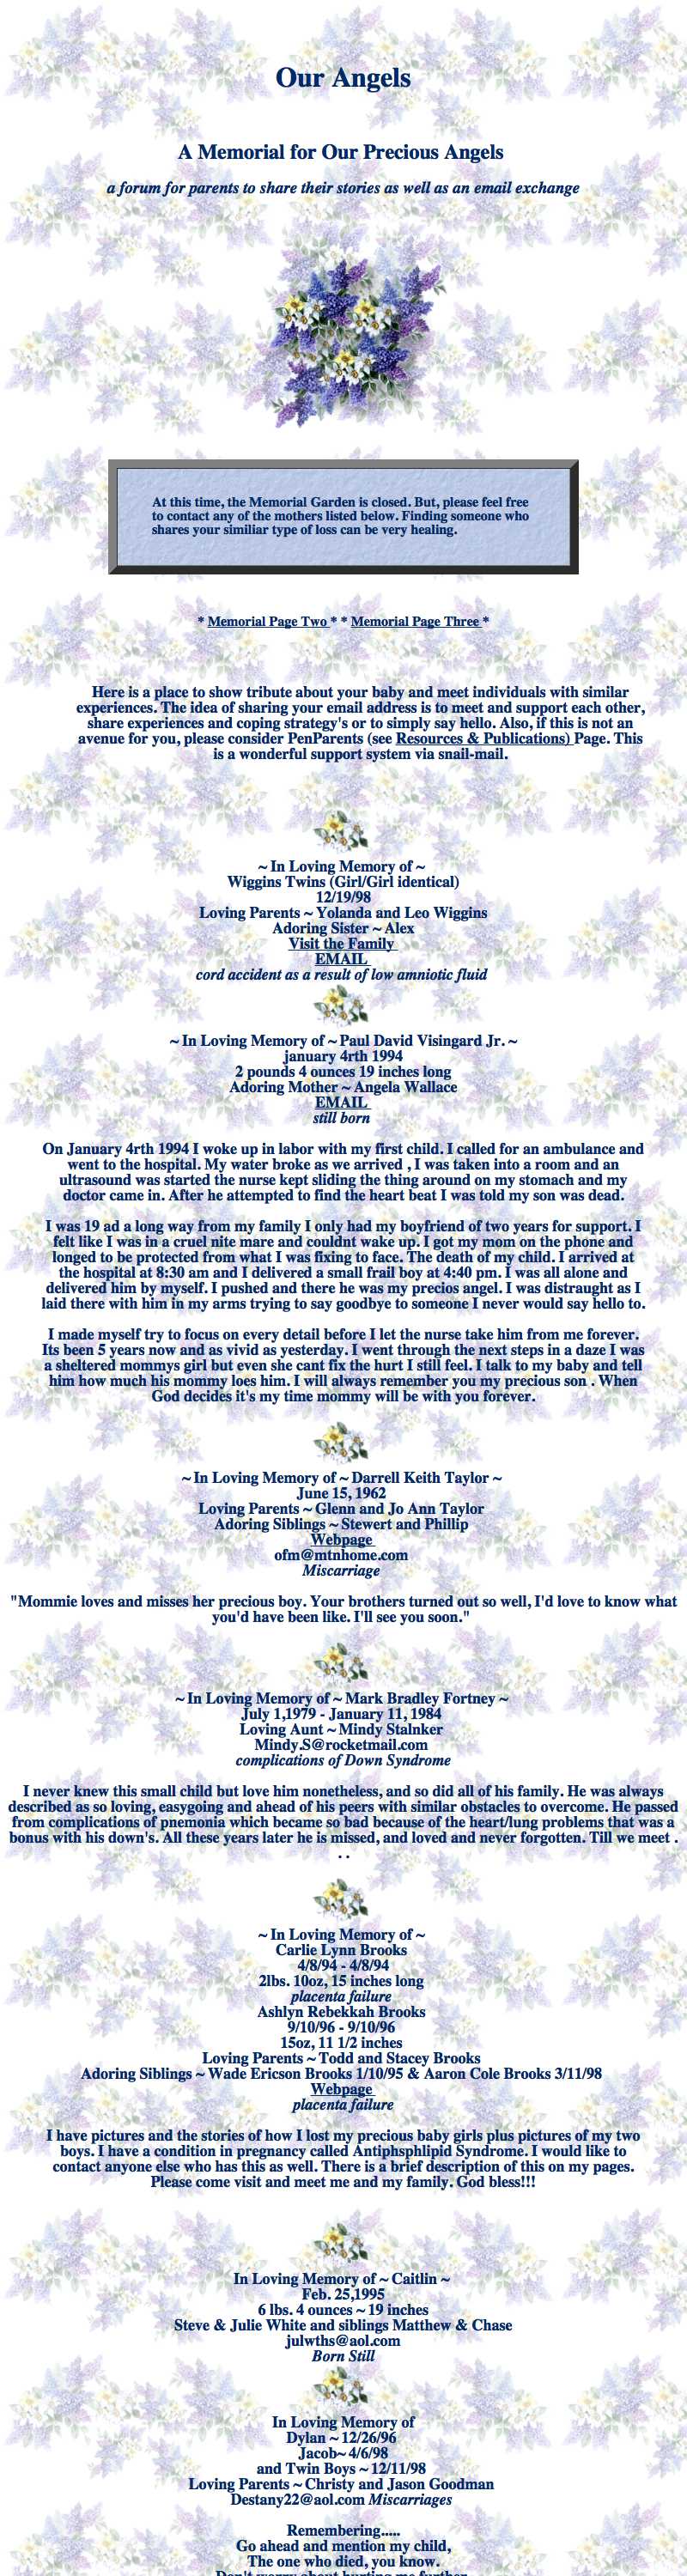 Our Angels
A Memorial for Our Precious Angels
a forum for parents to share their stories as well as an email exchange
At this time, the Memorial Garden is closed. But, please feel free
to contact any of the mothers listed below. Finding someone who
shares your similiar type of loss can be very healing.
* Memorial Page Two * * Memorial Page Three *
Here is a place to show tribute about your baby and meet individuals with similar
experiences. The idea of sharing your email address is to meet and support each other,
share experiences and coping strategy's or to simply say hello. Also, if this is not an
avenue for you, please consider PenParents (see Resources & Publications) Page. This
is a wonderful support system via snail-mail.
~ In Loving Memory of ~
Wiggins Twins (Girl/Girl identical)
12/19/98
Loving Parents ~ Yolanda and Leo Wiggins
Adoring Sister ~ Alex
Visit the Family
EMAIL
cord accident as a result of low amniotic fluid
~ In Loving Memory of ~ Paul David Visingard Jr. ~
january 4rth 1994
2 pounds 4 ounces 19 inches long
Adoring Mother ~ Angela Wallace
EMAIL
still born
On January 4rth 1994 I woke up in labor with my first child. I called for an ambulance and
went to the hospital. My water broke as we arrived , I was taken into a room and an
ultrasound was started the nurse kept sliding the thing around on my stomach and my
doctor came in. After he attempted to find the heart beat I was told my son was dead.
I was 19 ad a long way from my family I only had my boyfriend of two years for support. I
felt like I was in a cruel nite mare and couldnt wake up. I got my mom on the phone and
longed to be protected from what I was fixing to face. The death of my child. I arrived at
the hospital at 8:30 am and I delivered a small frail boy at 4:40 pm. I was all alone and
delivered him by myself. I pushed and there he was my precios angel. I was distraught as I
laid there with him in my arms trying to say goodbye to someone I never would say hello to.
I made myself try to focus on every detail before I let the nurse take him from me forever.
Its been 5 years now and as vivid as yesterday. I went through the next steps in a daze I was
a sheltered mommys girl but even she cant fix the hurt I still feel. I talk to my baby and tell
him how much his mommy loes him. I will always remember you my precious son . When
God decides it's my time mommy will be with you forever.
~ In Loving Memory of ~ Darrell Keith Taylor ~
June 15, 1962
Loving Parents ~ Glenn and Jo Ann Taylor
Adoring Siblings ~ Stewert and Phillip
Webpage
ofm@mtnhome.com
Miscarriage
"Mommie loves and misses her precious boy. Your brothers turned out so well, I'd love to know what
you'd have been like. I'll see you soon."
~ In Loving Memory of ~ Mark Bradley Fortney ~
July 1,1979 - January 11, 1984
Loving Aunt ~ Mindy Stalnker
Mindy.S@rocketmail.com
complications of Down Syndrome
I never knew this small child but love him nonetheless, and so did all of his family. He was always
described as so loving, easygoing and ahead of his peers with similar obstacles to overcome. He passed
from complications of pnemonia which became so bad because of the heart/lung problems that was a
bonus with his down's. All these years later he is missed, and loved and never forgotten. Till we meet .
. .
~ In Loving Memory of ~
Carlie Lynn Brooks
4/8/94 - 4/8/94
2lbs. 10oz, 15 inches long
placenta failure
Ashlyn Rebekkah Brooks
9/10/96 - 9/10/96
15oz, 11 1/2 inches
Loving Parents ~ Todd and Stacey Brooks
Adoring Siblings ~ Wade Ericson Brooks 1/10/95 & Aaron Cole Brooks 3/11/98
Webpage
placenta failure
I have pictures and the stories of how I lost my precious baby girls plus pictures of my two
boys. I have a condition in pregnancy called Antiphsphlipid Syndrome. I would like to
contact anyone else who has this as well. There is a brief description of this on my pages.
Please come visit and meet me and my family. God bless!!!
In Loving Memory of ~ Caitlin ~
Feb. 25,1995
6 lbs. 4 ounces ~ 19 inches
Steve & Julie White and siblings Matthew & Chase
julwths@aol.com
Born Still
In Loving Memory of
Dylan ~ 12/26/96
Jacob~ 4/6/98
and Twin Boys ~ 12/11/98
Loving Parents ~ Christy and Jason Goodman
Destany22@aol.com Miscarriages
Remembering.....
Go ahead and mention my child,
The one who died, you know.
Don't worry about hurting me further.